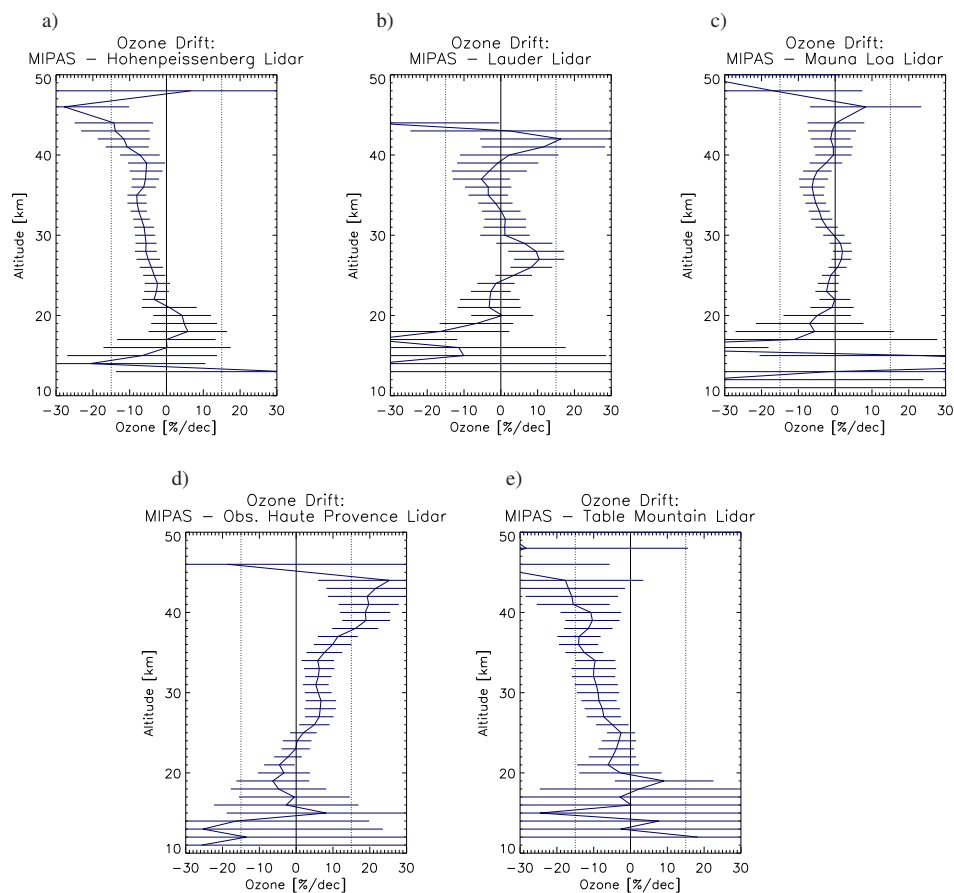 a)
Ozone Drift:
MIPAS – Hohenpeissenberg Lidar
50
40
30
20
10
Altitude [km]
−30 −20 −10 0 10 20 30
Ozone [%/dec]
b)
Ozone Drift:
MIPAS – Lauder Lidar
50
40
30
20
10
Altitude [km]
−30 −20 −10 0 10 20 30
Ozone [%/dec]
c)
Ozone Drift:
MIPAS – Mauna Loa Lidar
50
40
30
20
10
Altitude [km]
−30 −20 −10 0 10 20 30
Ozone [%/dec]
d)
Ozone Drift:
MIPAS – Obs. Haute Provence Lidar
50
40
30
20
10
Altitude [km]
−30 −20 −10 0 10 20 30
Ozone [%/dec]
e)
Ozone Drift:
MIPAS – Table Mountain Lidar
50
40
30
20
10
Altitude [km]
−30 −20 −10 0 10 20 30
Ozone [%/dec]